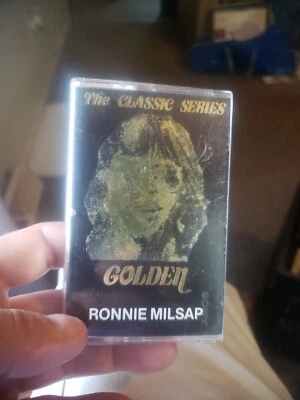 The CLASSIC SERIES
GOLDEN
RONNIE MILSAP